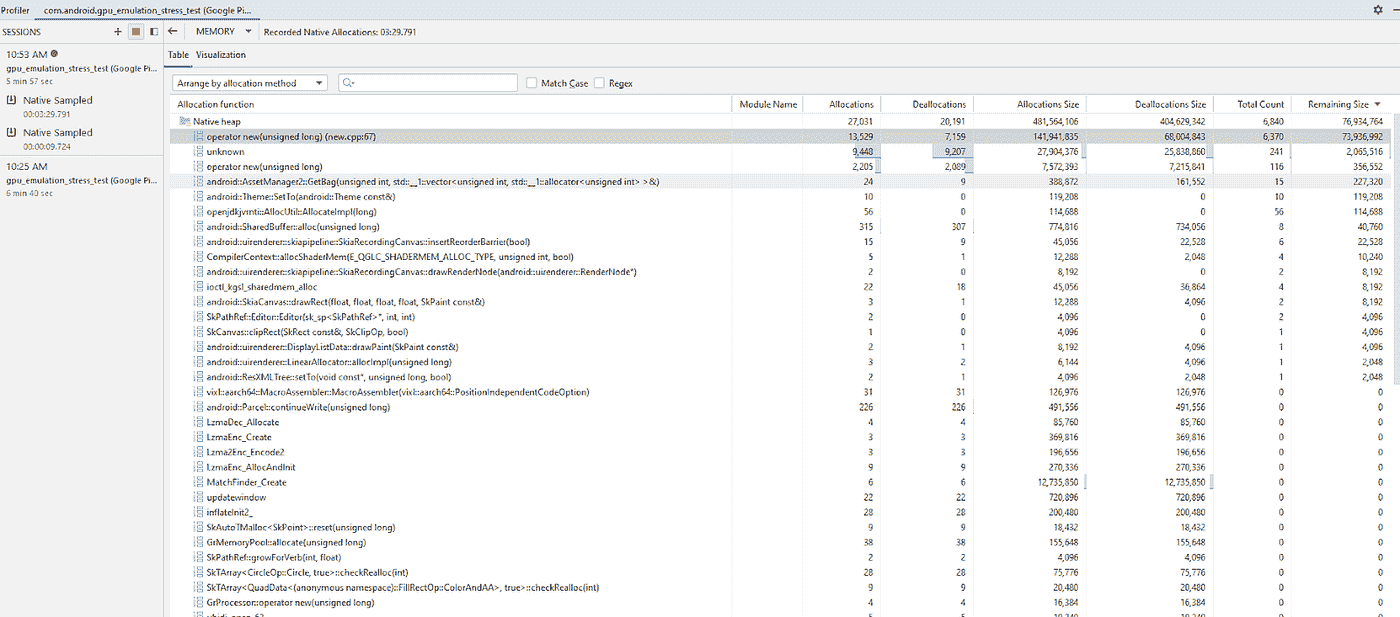 Profiler com.android.gpu_emulation_stress_test (Google Pi...
SESSIONS MEMORY Recorded Native Allocations: 03:29.791
10:53 AM
gpu_emulation_stress_test (Google Pi...
5 min 57 sec
Native Sampled
00:03:29.791
Native Sampled
00:00:09.724
10:25 AM
gpu_emulation_stress_test (Google Pi...
6 min 40 sec
Table Visualization
Arrange by allocation method Match Case Regex
Allocation function Module Name Allocations Deallocations Allocations Size Deallocations Size Total Count Remaining Size
Native heap 27,031 20,191 481,564,106 404,629,342 6,840 76,934,764
operator new(unsigned long) (new.cpp:67) 13,529 7,159 141,941,835 68,004,843 6,370 73,936,992
unknown 9,448 9,207 27,904,376 25,838,860 241 2,065,516
operator new(unsigned long) 2,205 2,089 7,572,393 7,215,841 116 356,552
android::AssetManager2::GetBag(unsigned int, std::__1::vector<unsigned int, std::__1::allocator<unsigned int> >&) 24 9 388,872 161,552 15 227,320
android::Theme::SetTo(android::Theme const&) 10 0 119,208 0 10 119,208
openjdkjvmti::AllocUtil::AllocateImpl(long) 56 0 114,688 0 56 114,688
android::SharedBuffer::alloc(unsigned long) 315 307 774,816 734,056 8 40,760
android::uirenderer::skiapipeline::SkiaRecordingCanvas::insertReorderBarrier(bool) 15 9 45,056 22,528 6 22,528
CompilerContext::allocShaderMem(E_QGLC_SHADERMEM_ALLOC_TYPE, unsigned int, bool) 5 1 12,288 2,048 4 10,240
android::uirenderer::skiapipeline::SkiaRecordingCanvas::drawRenderNode(android::uirenderer::RenderNode*) 2 0 8,192 0 2 8,192
ioctl_kgsl_sharedmem_alloc 22 18 45,056 36,864 4 8,192
android::SkiaCanvas::drawRect(float, float, float, float, SkPaint const&) 3 1 12,288 4,096 2 8,192
SkPathRef::Editor::Editor(sk_sp<SkPathRef>*, int, int) 2 0 4,096 0 2 4,096
SkCanvas::clipRect(SkRect const&, SkClipOp, bool) 1 0 4,096 0 1 4,096
android::uirenderer::DisplayListData::drawPaint(SkPaint const&) 2 1 8,192 4,096 1 4,096
android::uirenderer::LinearAllocator::allocImpl(unsigned long) 3 2 6,144 4,096 1 2,048
android::ResXMLTree::setTo(void const*, unsigned long, bool) 2 1 4,096 2,048 1 2,048
vixl::aarch64::MacroAssembler::MacroAssembler(vixl::aarch64::PositionIndependentCodeOption) 31 31 126,976 126,976 0 0
android::Parcel::continueWrite(unsigned long) 226 226 491,556 491,556 0 0
LzmaDec_Allocate 4 4 85,760 85,760 0 0
LzmaEnc_Create 3 3 369,816 369,816 0 0
Lzma2Enc_Encode2 3 3 196,656 196,656 0 0
LzmaEnc_AllocAndInit 9 9 270,336 270,336 0 0
MatchFinder_Create 6 6 12,735,850 12,735,850 0 0
updatewindow 22 22 720,896 720,896 0 0
inflateInit2_ 28 28 200,480 200,480 0 0
SkAutoTMalloc<SkPoint>::reset(unsigned long) 9 9 18,432 18,432 0 0
GrMemoryPool::allocate(unsigned long) 38 38 155,648 155,648 0 0
SkPathRef::growForVerb(int, float) 2 2 4,096 4,096 0 0
SkTArray<CircleOp::Circle, true>::checkRealloc(int) 28 28 75,776 75,776 0 0
SkTArray<QuadData<(anonymous namespace)::FillRectOp::ColorAndAA>, true>::checkRealloc(int) 9 9 20,480 20,480 0 0
GrProcessor::operator new(unsigned long) 4 4 16,384 16,384 0 0